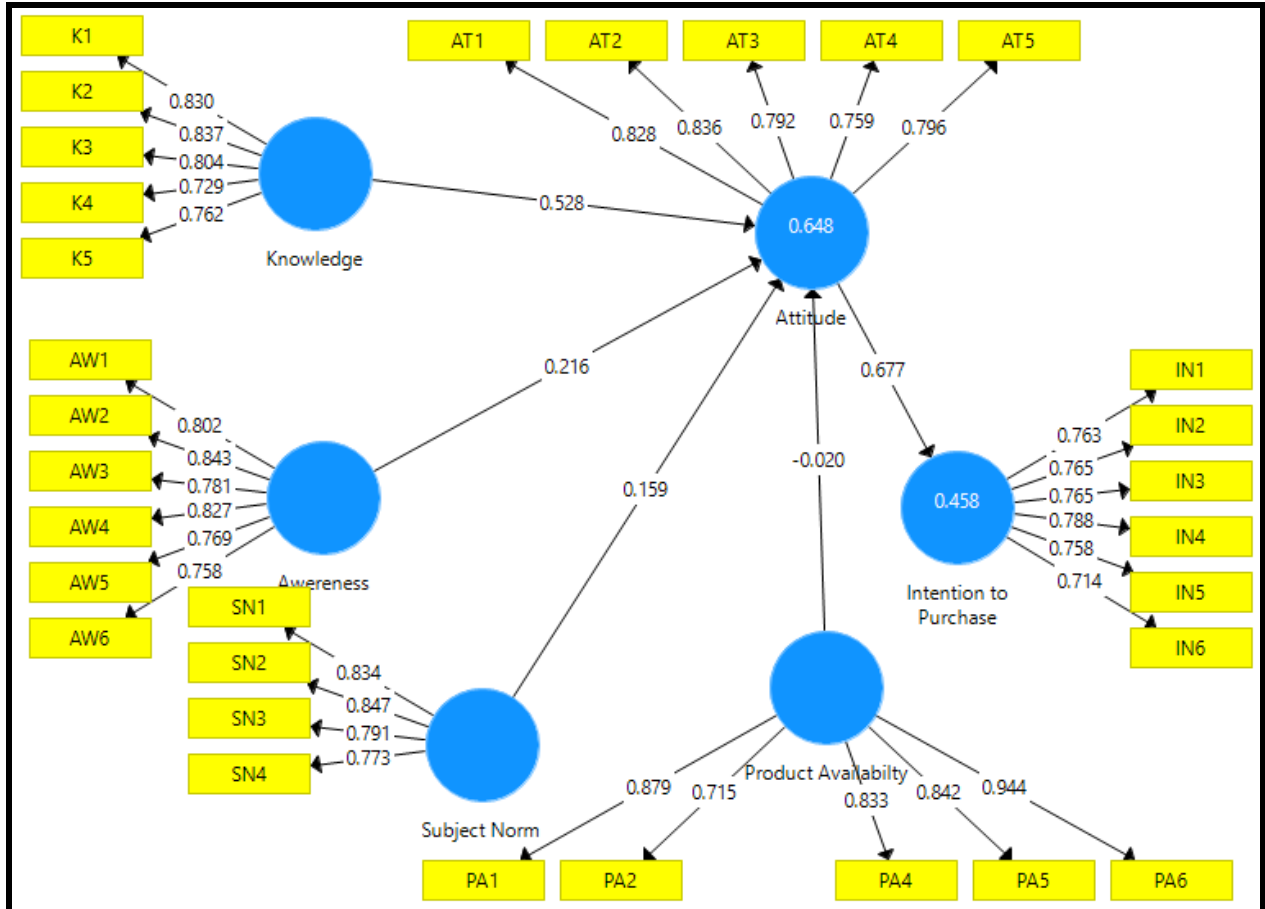 K1
K2
K3
K4
K5
0.830
0.837
0.804
0.729
0.762
Knowledge
AT1
AT2
AT3
AT4
AT5
0.828
0.836
0.792
0.759
0.796
0.528
0.648
Attitude
AW1
AW2
AW3
AW4
AW5
AW6
0.802
0.843
0.781
0.827
0.769
0.758
Awereness
0.216
0.159
-0.020
0.677
0.458
Intention to
Purchase
IN1
IN2
IN3
IN4
IN5
IN6
0.763
0.765
0.765
0.788
0.758
0.714
SN1
SN2
SN3
SN4
0.834
0.847
0.791
0.773
Subject Norm
Product Availabilty
0.879
0.715
0.833
0.842
0.944
PA1
PA2
PA4
PA5
PA6